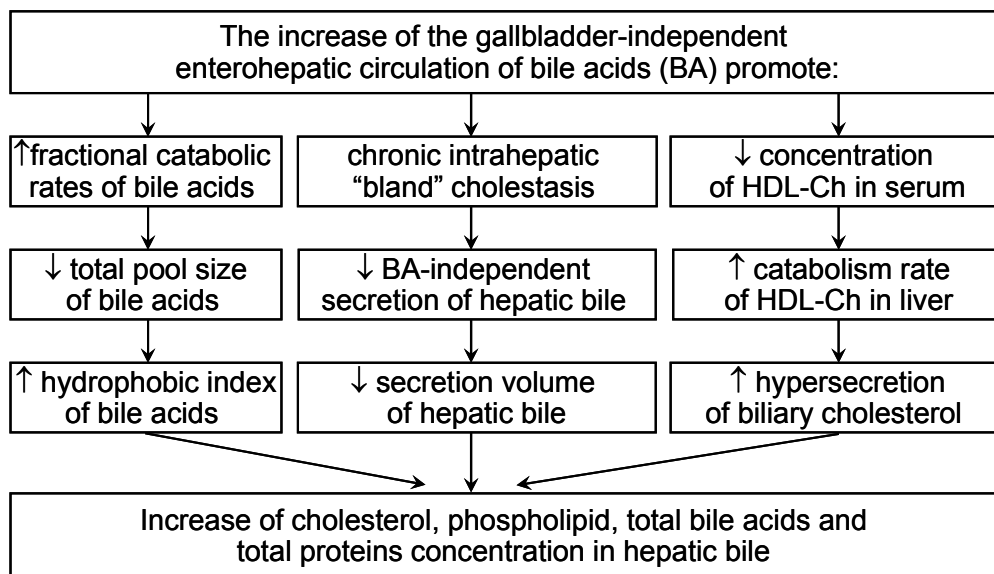 The increase of the gallbladder-independent
enterohepatic circulation of bile acids (BA) promote:
↑fractional catabolic
rates of bile acids
chronic intrahepatic
“bland” cholestasis
↓ concentration
of HDL-Ch in serum
↓ total pool size
of bile acids
↓ BA-independent
secretion of hepatic bile
↑ catabolism rate
of HDL-Ch in liver
↑ hydrophobic index
of bile acids
↓ secretion volume
of hepatic bile
↑ hypersecretion
of biliary cholesterol
Increase of cholesterol, phospholipid, total bile acids and
total proteins concentration in hepatic bile